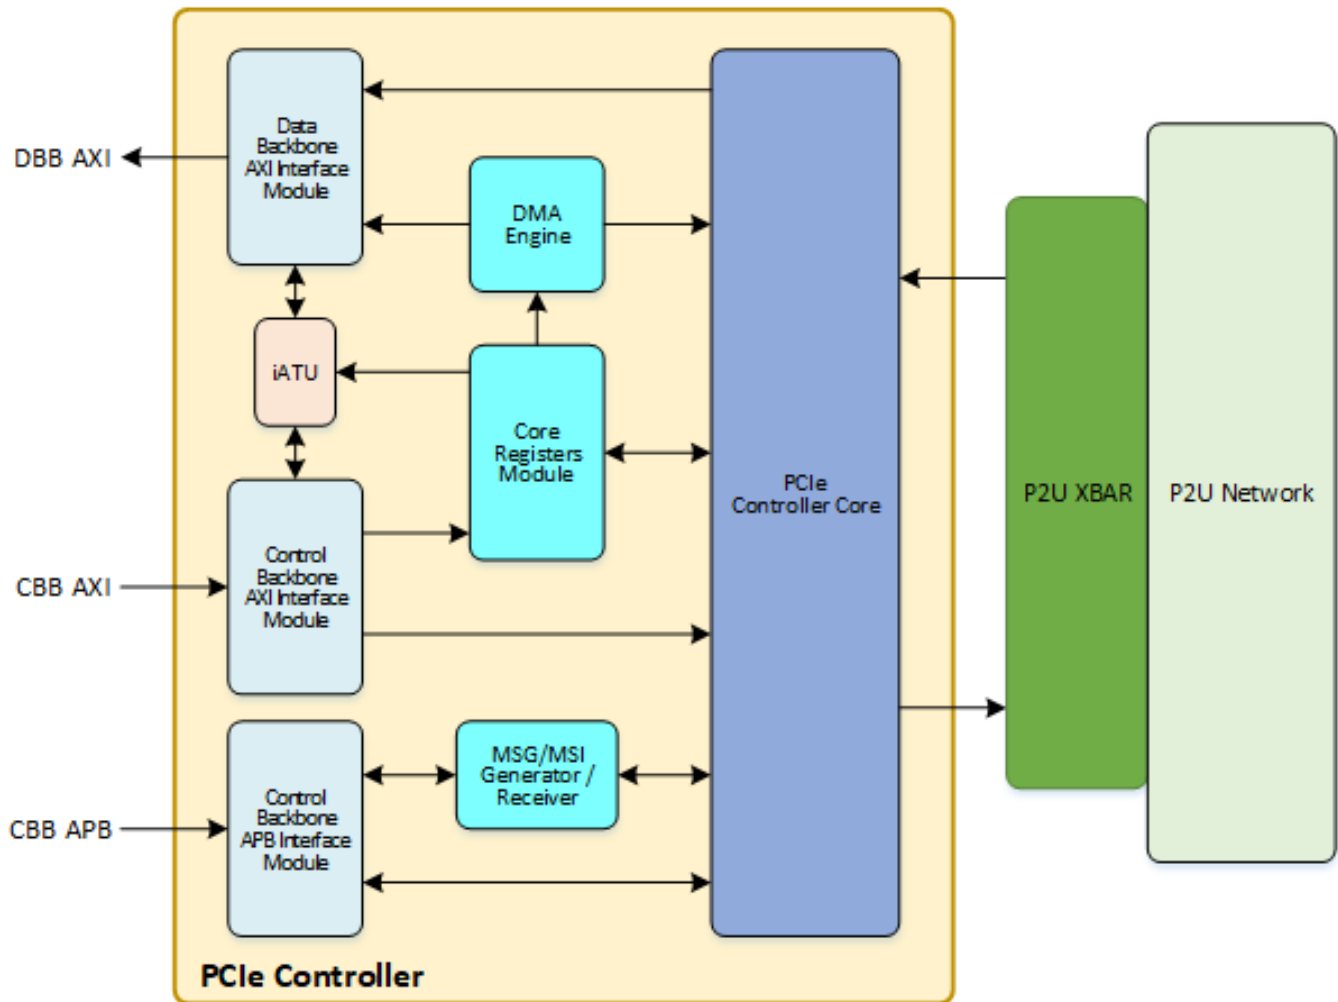 Data
Backbone
AXI Interface
Module
DBB AXI
DMA
Engine
iATU
Core
Registers
Module
PCIe
Controller Core
P2U XBAR
P2U Network
Control
Backbone
AXI Interface
Module
CBB AXI
MSG/MSI
Generator /
Receiver
Control
Backbone
APB Interface
Module
CBB APB
PCIe Controller